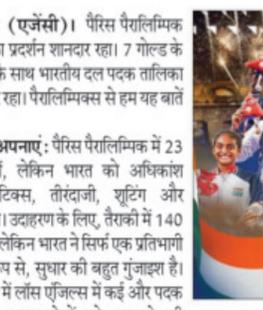 (एजेंसी)। पैरिस पैरालिम्पिक
प्रदर्शन शानदार रहा। 7 गोल्ड के
साथ भारतीय दल पदक तालिका
रहा। पैरालिम्पिक्स से हम यह बातें
अपनाएं: पैरिस पैरालिम्पिक में 23
लेकिन भारत को अधिकांश
तीरंदाजी, शूटिंग और
उदाहरण के लिए, तैराकी में 140
लेकिन भारत ने सिर्फ एक प्रतिभागी
से, सुधार की बहुत गुंजाइश है।
में लॉस एंजिल्स में कई और पदक